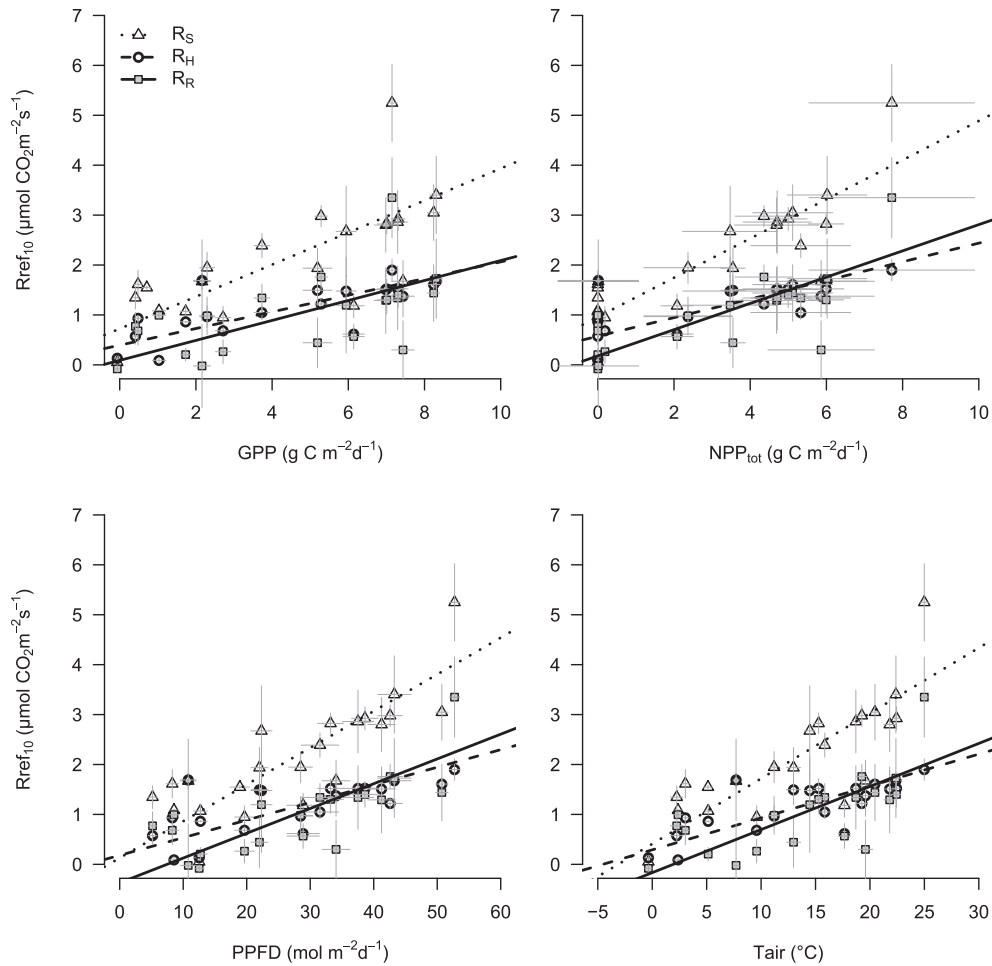 R_S
R_H
R_R
Rref₁₀ (µmol CO₂m⁻²s⁻¹)
7
6
5
4
3
2
1
0
0 2 4 6 8 10
GPP (g C m⁻²d⁻¹)
7
6
5
4
3
2
1
0
0 2 4 6 8 10
NPP_tot (g C m⁻²d⁻¹)
Rref₁₀ (µmol CO₂m⁻²s⁻¹)
7
6
5
4
3
2
1
0
0 10 20 30 40 50 60
PPFD (mol m⁻²d⁻¹)
7
6
5
4
3
2
1
0
−5 0 5 10 15 20 25 30
Tair (°C)